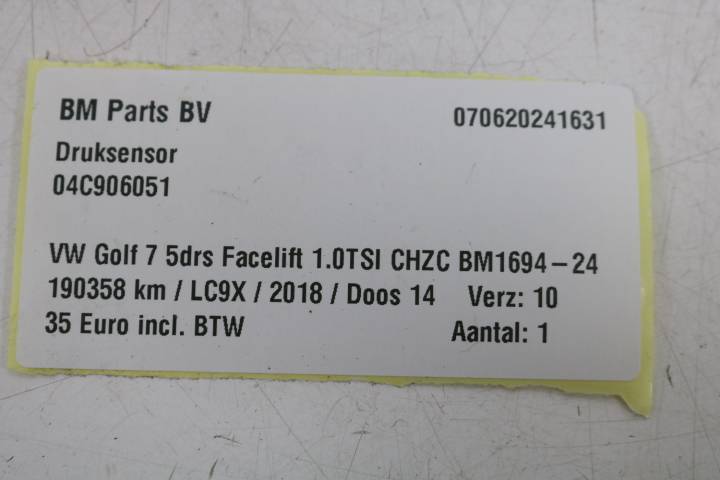 BM Parts BV 070620241631
Druksensor
04C906051
VW Golf 7 5drs Facelift 1.0TSI CHZC BM1694-24
190358 km / LC9X / 2018 / Doos 14 Verz: 10
35 Euro incl. BTW Aantal: 1